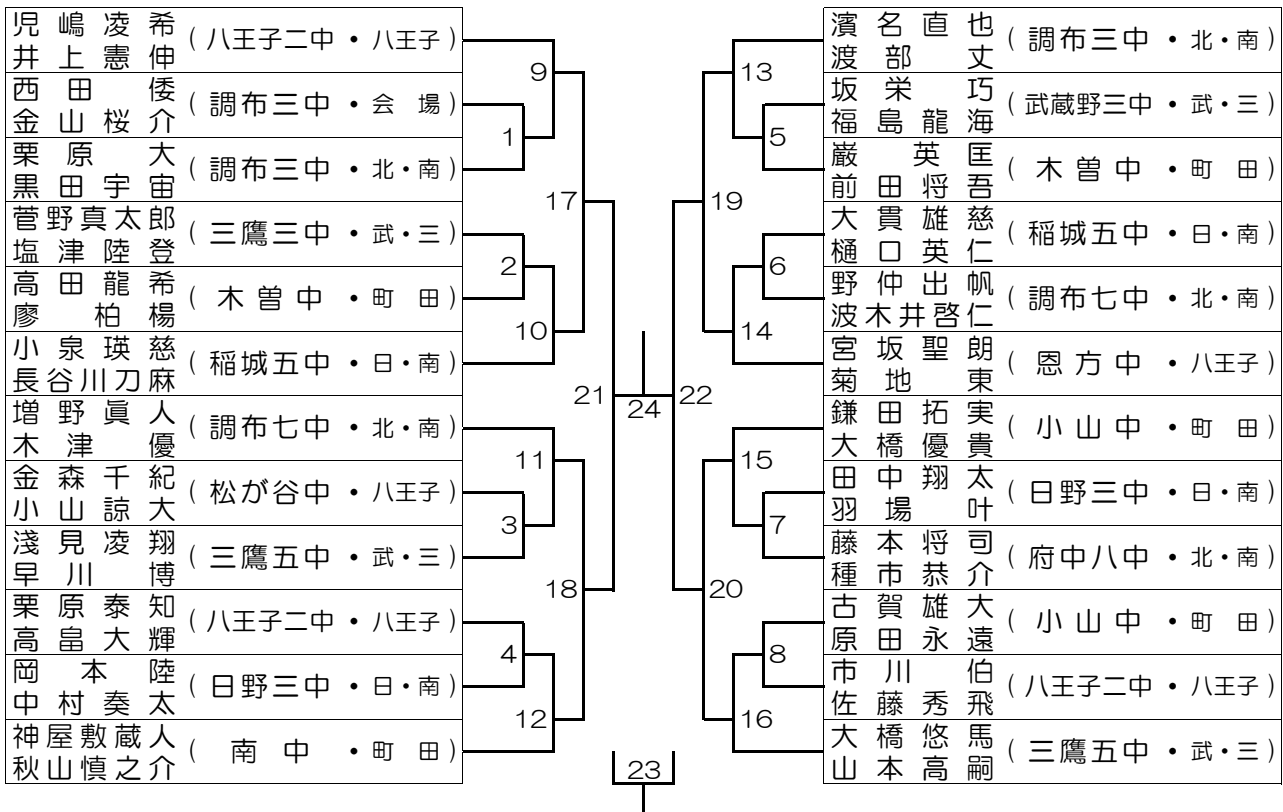 児嶋凌希
井上憲伸
(八王子二中・八王子)
西田倭
金山桜介
(調布三中・会場)
栗原大
黒田宇宙
(調布三中・北・南)
菅野真太郎
塩津陸登
(三鷹三中・武・三)
高田龍希
廖柏楊
(木曽中・町田)
小泉瑛慈
長谷川刀麻
(稲城五中・日・南)
増野眞人
木津優
(調布七中・北・南)
金森千紀
小山諒大
(松が谷中・八王子)
淺見凌翔
早川博
(三鷹五中・武・三)
栗原泰知
高畠大輝
(八王子二中・八王子)
岡本陸
中村奏太
(日野三中・日・南)
神屋敷蔵人
秋山慎之介
(南中・町田)
9
1
17
2
10
21
11
3
18
4
12
24
23
13
5
19
6
14
22
15
7
20
8
16
濱名直也
渡部丈
(調布三中・北・南)
坂栄巧
福島龍海
(武蔵野三中・武・三)
巌英匡
前田将吾
(木曽中・町田)
大貫雄慈
樋口英仁
(稲城五中・日・南)
野仲出帆
波木井啓仁
(調布七中・北・南)
宮坂聖朗
菊地東
(恩方中・八王子)
鎌田拓実
大橋優貴
(小山中・町田)
田中翔太
羽場叶
(日野三中・日・南)
藤本将司
種市恭介
(府中八中・北・南)
古賀雄大
原田永遠
(小山中・町田)
市川伯
佐藤秀飛
(八王子二中・八王子)
大橋悠馬
山本高嗣
(三鷹五中・武・三)